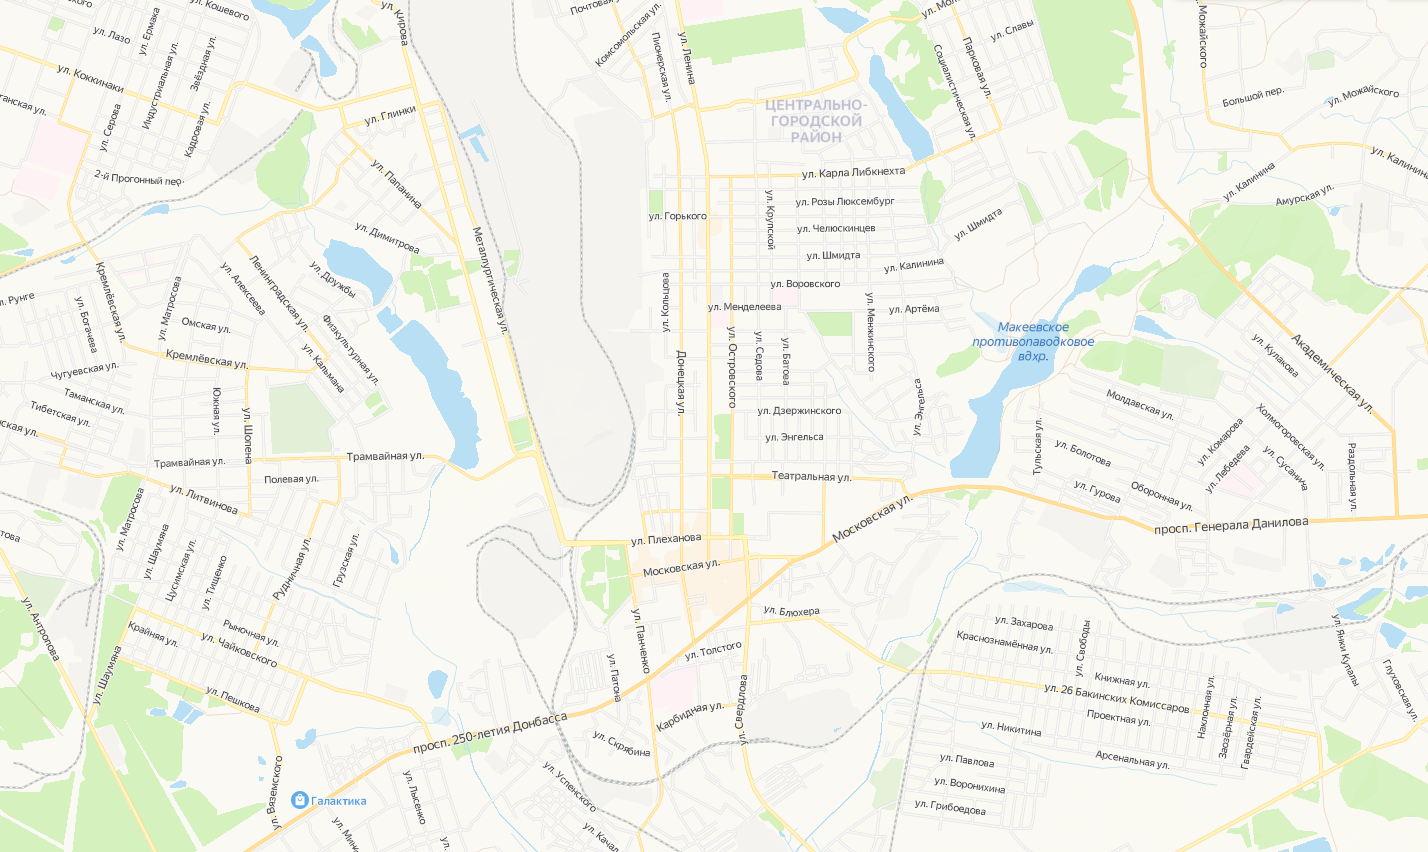 ул. Кошевого
ул. Кирова
Почтовая ул.
Комсомольская ул.
ул. Ленина
ул. Можайского
ул. Ермака
ул. Лазо
Пионерская ул.
ул. Славы
Парковая ул.
Социалистическая ул.
Индустриальная ул.
Звёздная ул.
ул. Коккинаки
ул. Серова
Кадровая ул.
ул. Глинки
ЦЕНТРАЛЬНО-
ГОРОДСКОЙ
РАЙОН
Большой пер.
ул. Можайского
2-й Прогонный пер.
ул. Папанина
ул. Карла Либкнехта
ул. Калинина
ул. Калинина
Амурская ул.
ул. Розы Люксембург
ул. Крупской
ул. Горького
ул. Челюскинцев
ул. Шмидта
ул. Димитрова
Металлургическая ул.
ул. Шмидта
ул. Калинина
ул. Дружбы
Ленинградская ул.
ул. Алексеева
Кремлёвская ул.
ул. Матросова
ул. Рунге
ул. Богачева
Омская ул.
Физкультурная ул.
ул. Кальмана
Кремлёвская ул.
ул. Кольцова
ул. Воровского
ул. Менделеева
ул. Менжинского
ул. Артёма
Макеевское
противопаводковое
вдхр.
ул. Островского
ул. Седова
ул. Батова
Донецкая ул.
ул. Кулакова
Академическая ул.
Чугуевская ул.
Таманская ул.
Тибетская ул.
Южная ул.
ул. Шопена
ул. Дзержинского
ул. Энгельса
ул. Энгельса
Молдавская ул.
Холмогоровская ул.
ул. Комарова
ул. Лебедева
ул. Сусанина
Раздольная ул.
Тульская ул.
ул. Болотова
Оборонная ул.
ул. Гурова
Трамвайная ул.
Трамвайная ул.
Полевая ул.
Театральная ул.
ул. Литвинова
ул. Матросова
Московская ул.
просп. Генерала Данилова
ул. Плеханова
Московская ул.
ул. Шаумяна
Цусимская ул.
ул. Тищенко
Рудничная ул.
Грузская ул.
ул. Антропова
Крайняя ул.
Рыночная ул.
ул. Чайковского
ул. Шаумяна
ул. Пешкова
ул. Панченко
ул. Патона
ул. Блюхера
ул. Толстого
ул. Свердлова
Карбидная ул.
ул. Скрябина
просп. 250-летия Донбасса
ул. Захарова
Краснознамённая ул.
ул. Свободы
Книжная ул.
ул. 26 Бакинских Комиссаров
Проектная ул.
Наклонная ул.
Заозёрная ул.
Гвардейская ул.
ул. Янки Купалы
Глуховская ул.
ул. Никитина
Арсенальная ул.
ул. Павлова
ул. Воронихина
ул. Грибоедова
ул. Вяземского
Галактика
ул. Лысенко
ул. Успенского